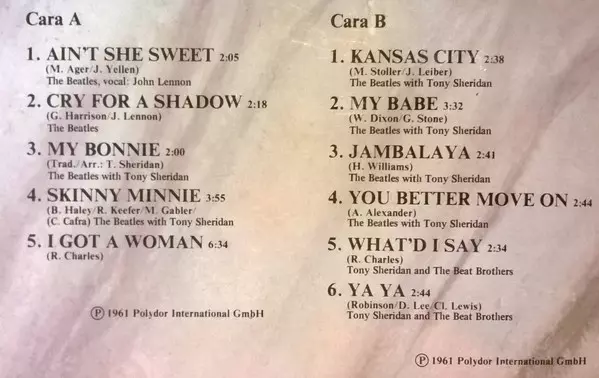 Cara A
1. AIN'T SHE SWEET 2:05
(M. Ager/J. Yellen)
The Beatles, vocal: John Lennon
2. CRY FOR A SHADOW 2:18
(G. Harrison/J. Lennon)
The Beatles
3. MY BONNIE 2:00
(Trad./Arr.: T. Sheridan)
The Beatles with Tony Sheridan
4. SKINNY MINNIE 3:55
(B. Haley/R. Keefer/M. Gabler/
(C. Cafra) The Beatles with Tony Sheridan
5. I GOT A WOMAN 6:34
(R. Charles)
Ⓟ 1961 Polydor International GmbH
Cara B
1. KANSAS CITY 2:38
(M. Stoller/J. Leiber)
The Beatles with Tony Sheridan
2. MY BABE 3:32
(W. Dixon/G. Stone)
The Beatles with Tony Sheridan
3. JAMBALAYA 2:41
(H. Williams)
The Beatles with Tony Sheridan
4. YOU BETTER MOVE ON 2:44
(A. Alexander)
The Beatles with Tony Sheridan
5. WHAT'D I SAY 2:34
(R. Charles)
Tony Sheridan and The Beat Brothers
6. YA YA 2:44
(Robinson/D. Lee/Cl. Lewis)
Tony Sheridan and The Beat Brothers
Ⓟ 1961 Polydor International GmbH